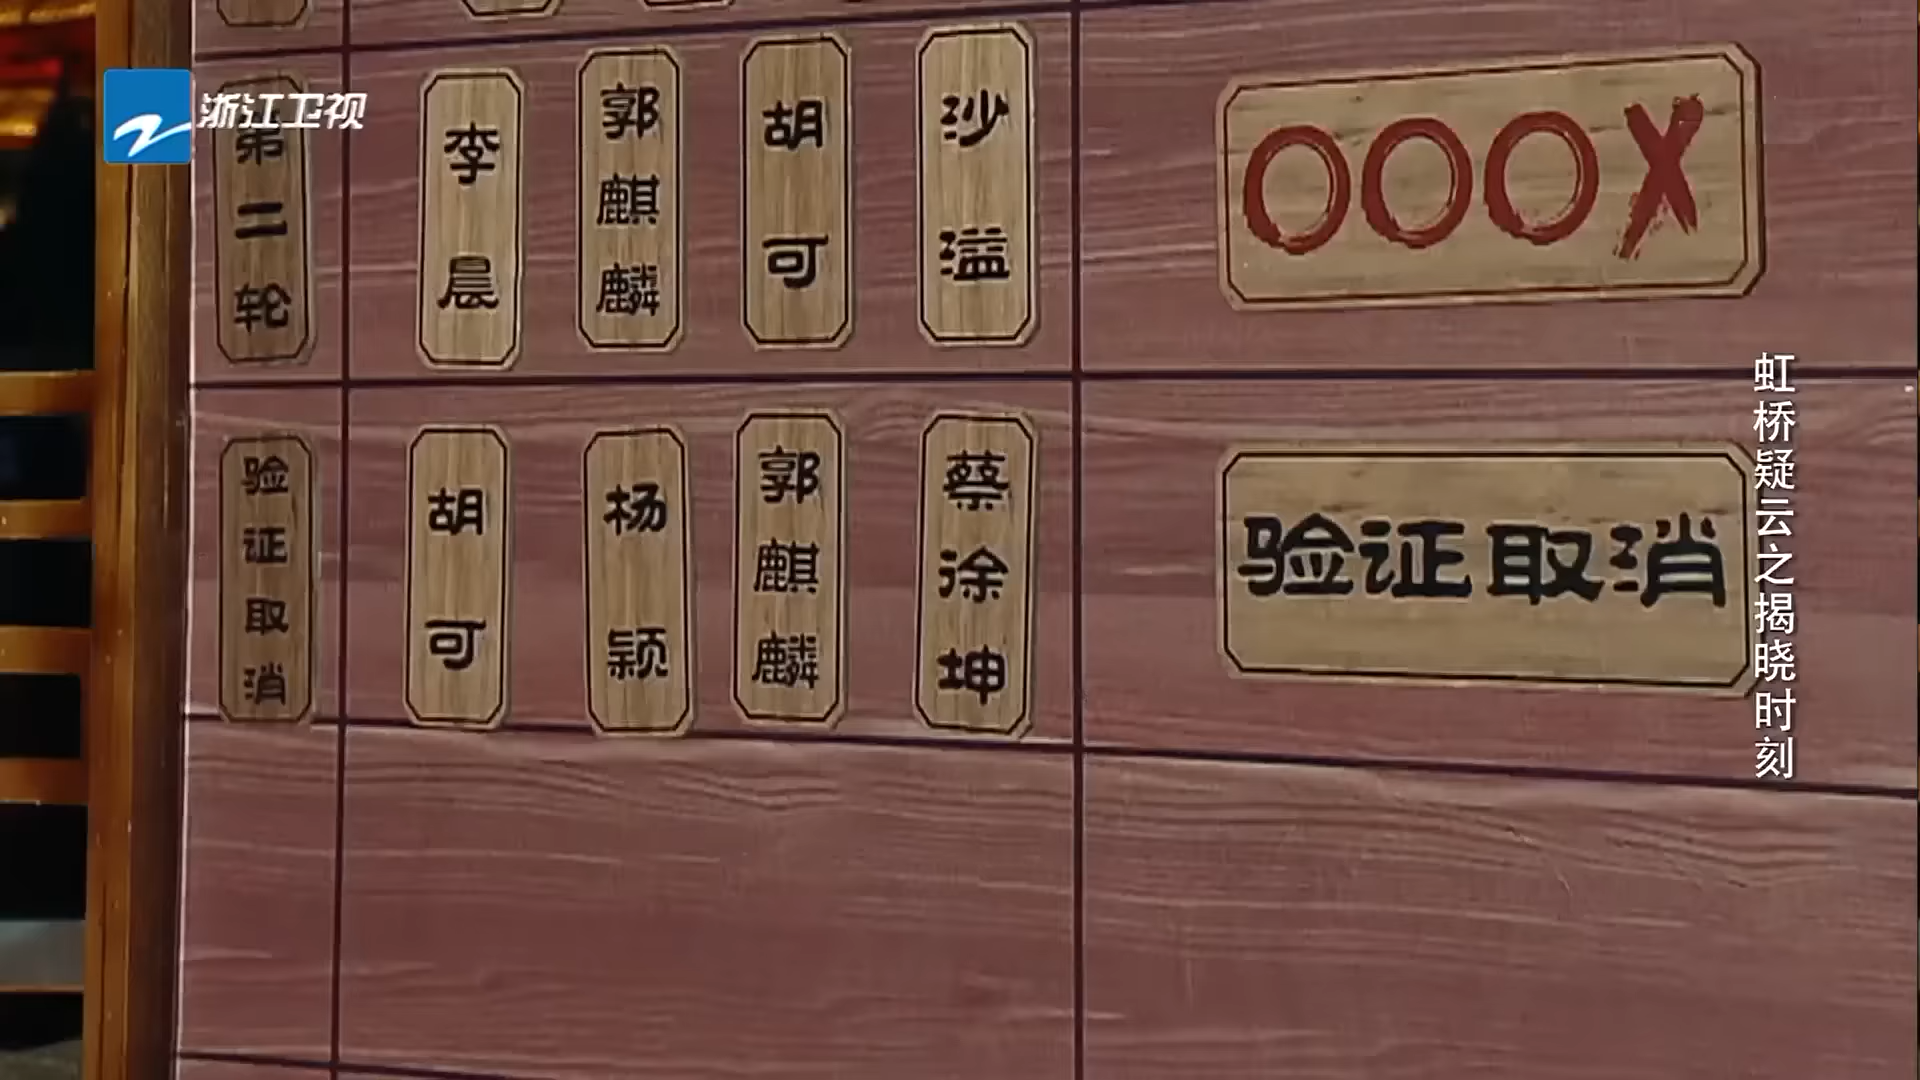 浙江卫视
第二轮
李晨
郭麒麟
胡可
沙溢
OOOX
验证取消
胡可
杨颖
郭麒麟
蔡徐坤
验证取消
虹桥疑云之揭晓时刻